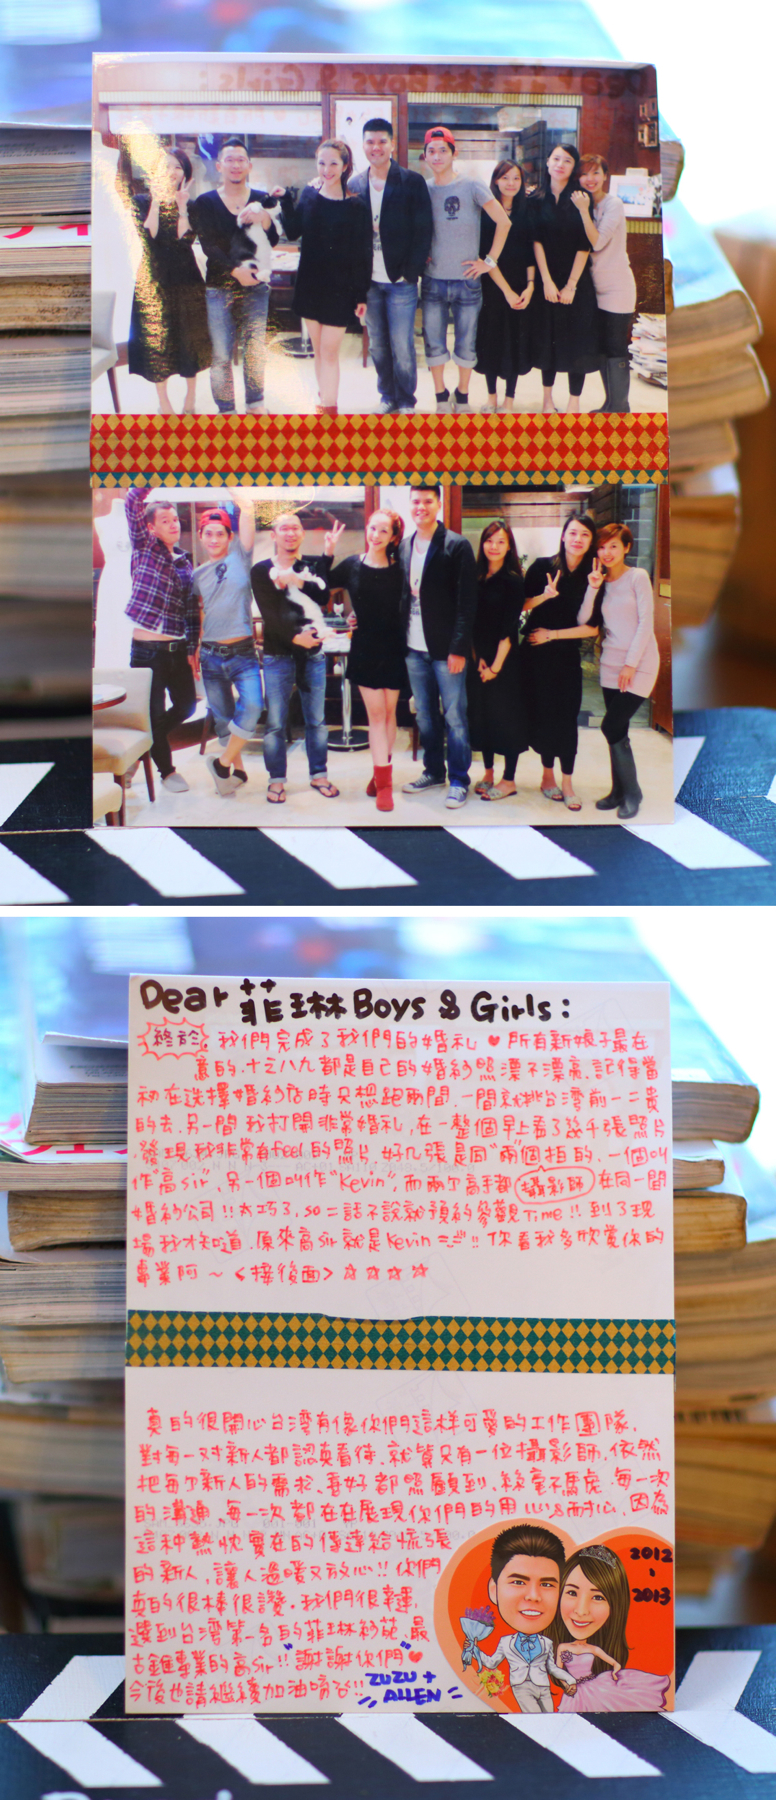 Dear 菲琳 Boys & Girls:
終於 我們完成了我們的婚礼 ♥ 所有新娘子最在
意的.十之八九都是自己的婚紗照漂不漂亮.記得當
初在選擇婚紗店時只想跑兩間.一間就非台灣前一二貴
的去.另一間我打開非常婚礼,在一整個早上看了幾千張照片
,發現我非常有feel的照片,好几張是同"兩"個拍的,一個叫
作"高sir",另一個叫作"Kevin",而兩ㄍ高手都攝影師在同一間
婚紗公司!!太巧了,so二話不說就預約參觀Time!!到了現
場我才知道.原來高sir就是Kevin !! 你看我多欣賞你的
專業阿～<接後面> ☆☆☆☆
真的很開心台灣有像你們這樣可愛的工作團隊,
對每一对新人都認真看待.就算只有一位攝影師,依然
把每ㄍ新人的需求、喜好都照顧到,絲毫不馬虎.每一次
的溝通,每一次都在在展現你們的用心&耐心,因為
這种熱忱實在的傳達給慌張
的新人,讓人溫暖又放心!! 你們
真的很棒很讚.我們很幸運,
選到台灣第一名的菲琳紗苑.最
古錐專業的高sir!! "謝謝你們" ♥
今後也請繼續加油唷!!
ZUZU +
ALLEN
2012
2013